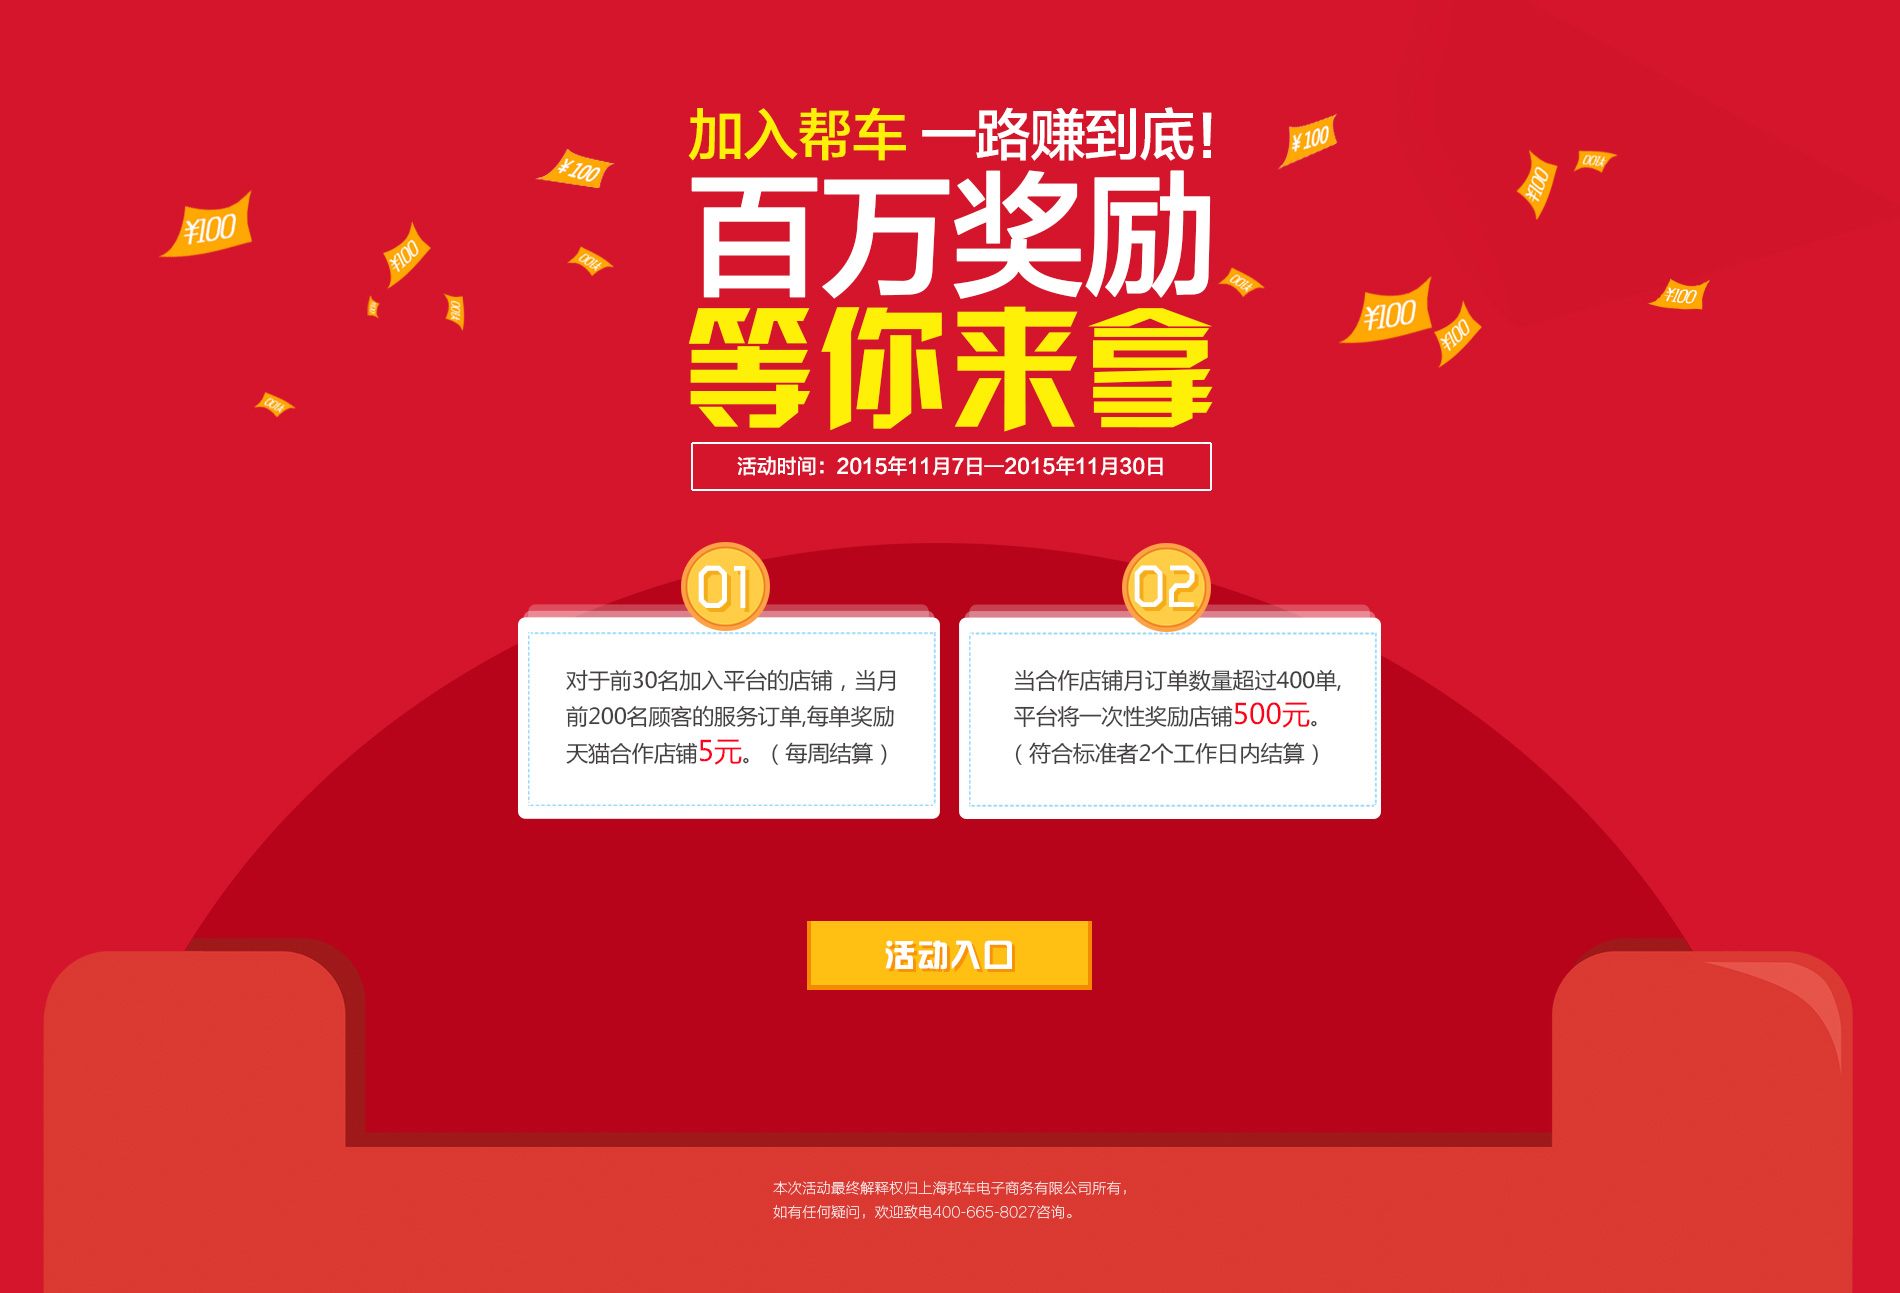 加入帮车 一路赚到底!
百万奖励
等你来拿
活动时间：2015年11月7日—2015年11月30日
¥100
¥100
¥100
¥100
¥100
¥100
¥100
¥100
¥100
¥100
¥100
¥100
¥100
¥100
01
对于前30名加入平台的店铺，当月
前200名顾客的服务订单,每单奖励
天猫合作店铺5元。（每周结算）
02
当合作店铺月订单数量超过400单,
平台将一次性奖励店铺500元。
（符合标准者2个工作日内结算）
活动入口
本次活动最终解释权归上海邦车电子商务有限公司所有，
如有任何疑问，欢迎致电400-665-8027咨询。